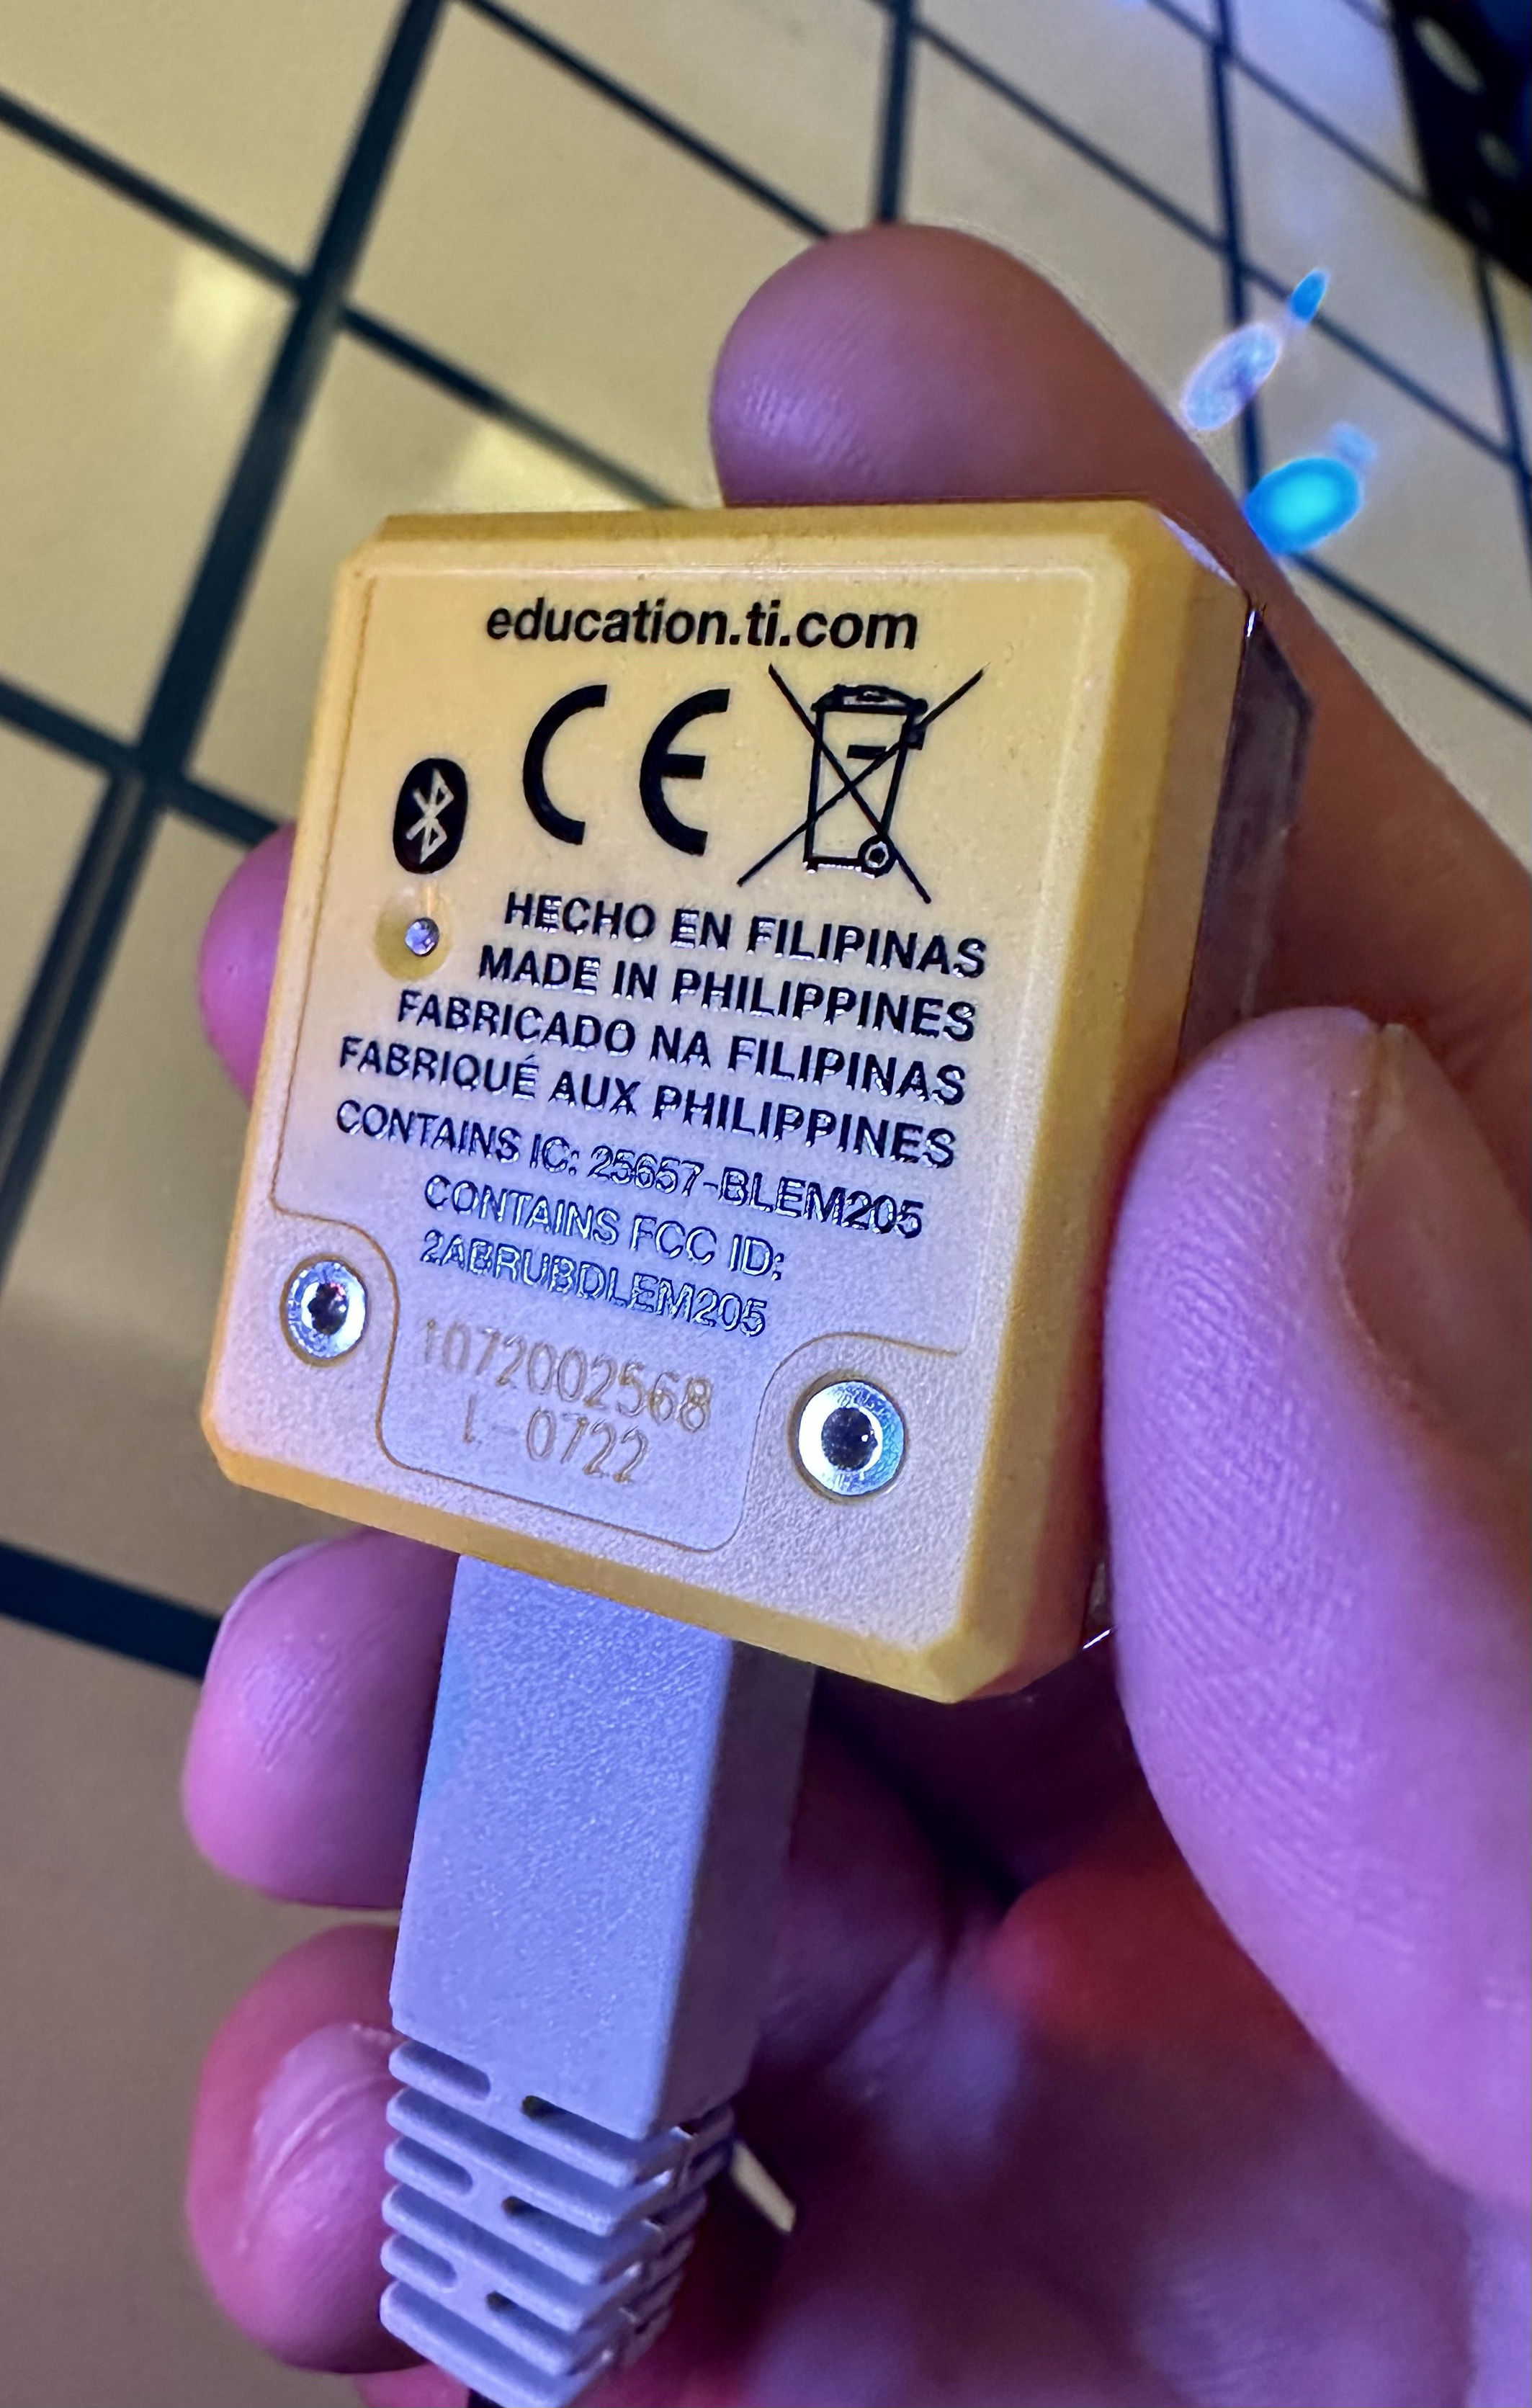 education.ti.com
CE
HECHO EN FILIPINAS
MADE IN PHILIPPINES
FABRICADO NA FILIPINAS
FABRIQUÉ AUX PHILIPPINES
CONTAINS IC: 25657-BLEM205
CONTAINS FCC ID:
2ABRUBDLEM205
1072002568
L-0722